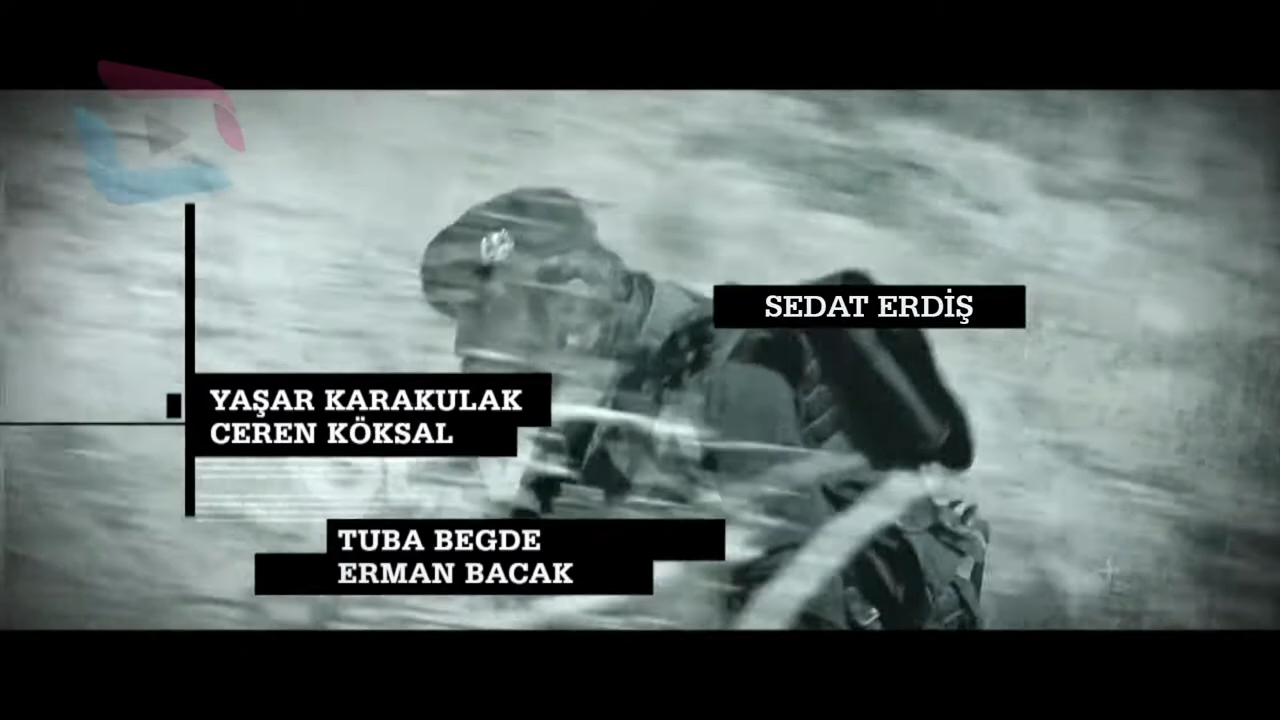 SEDAT ERDİŞ
YAŞAR KARAKULAK
CEREN KÖKSAL
TUBA BEGDE
ERMAN BACAK